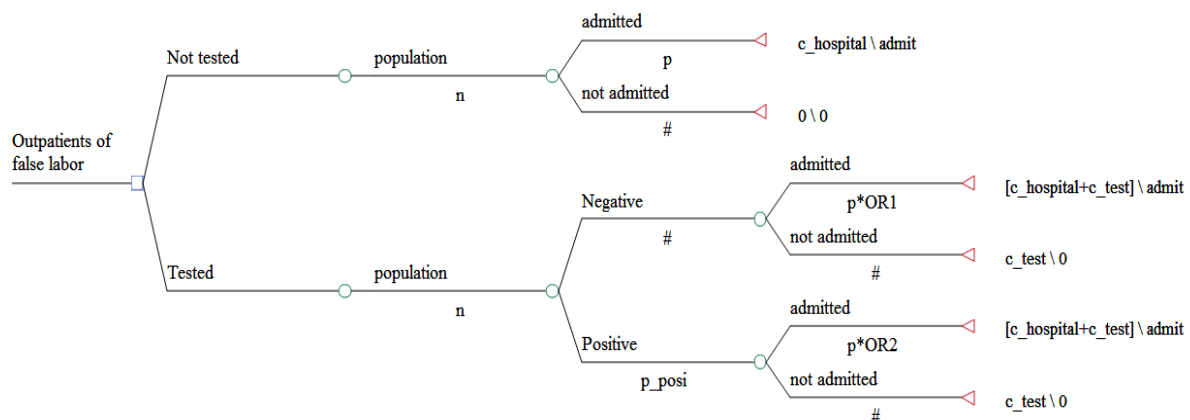 admitted
c_hospital \ admit
Not tested
population
p
n
not admitted
0 \ 0
#
Outpatients of
false labor
admitted
[c_hospital+c_test] \ admit
Negative
p*OR1
#
not admitted
c_test \ 0
#
Tested
population
n
admitted
[c_hospital+c_test] \ admit
Positive
p*OR2
p_posi
not admitted
c_test \ 0
#